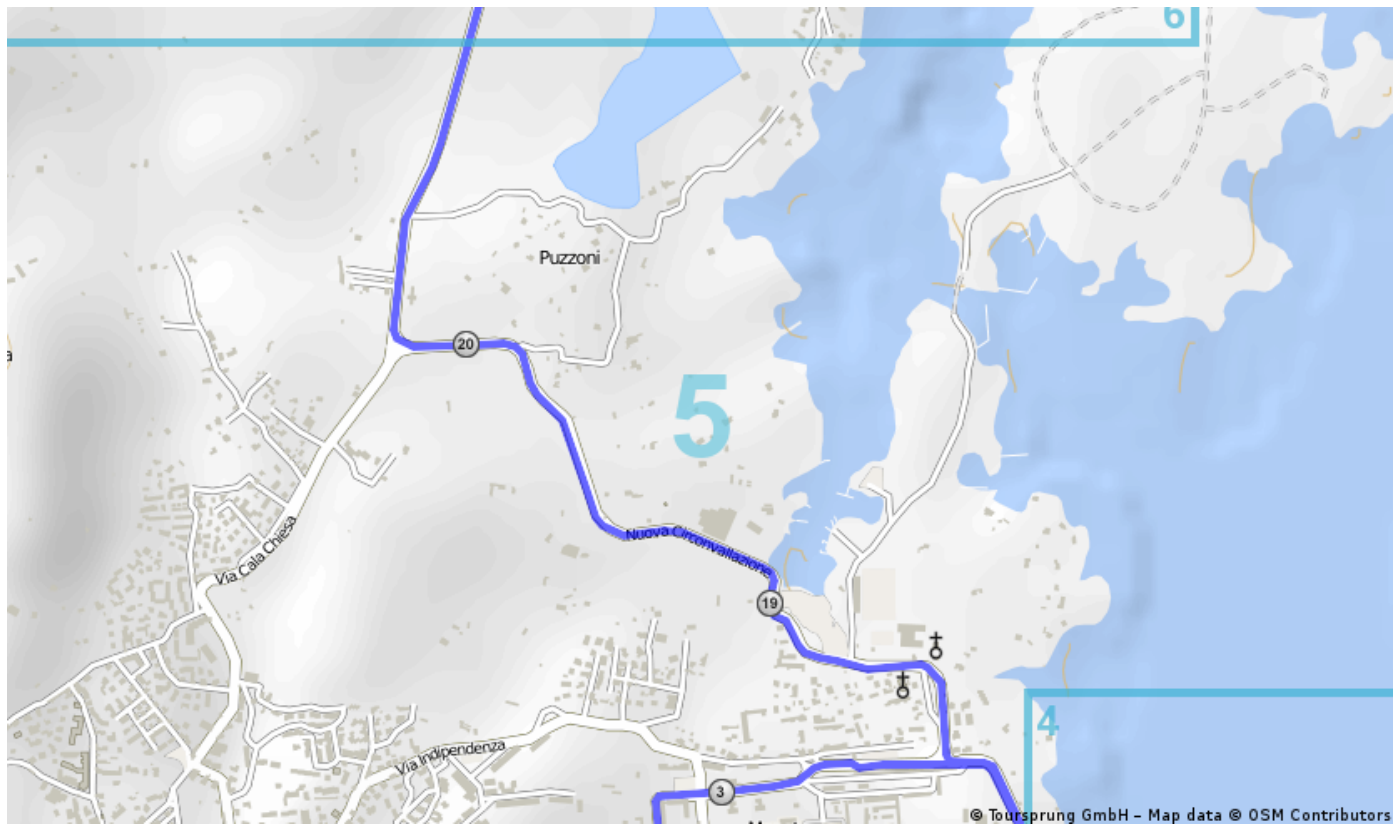 6
Puzzoni
20
5
Nuova Circonvallazione
Via Cala Chiesa
19
4
Via Indipendenza
3
© Toursprung GmbH – Map data © OSM Contributors